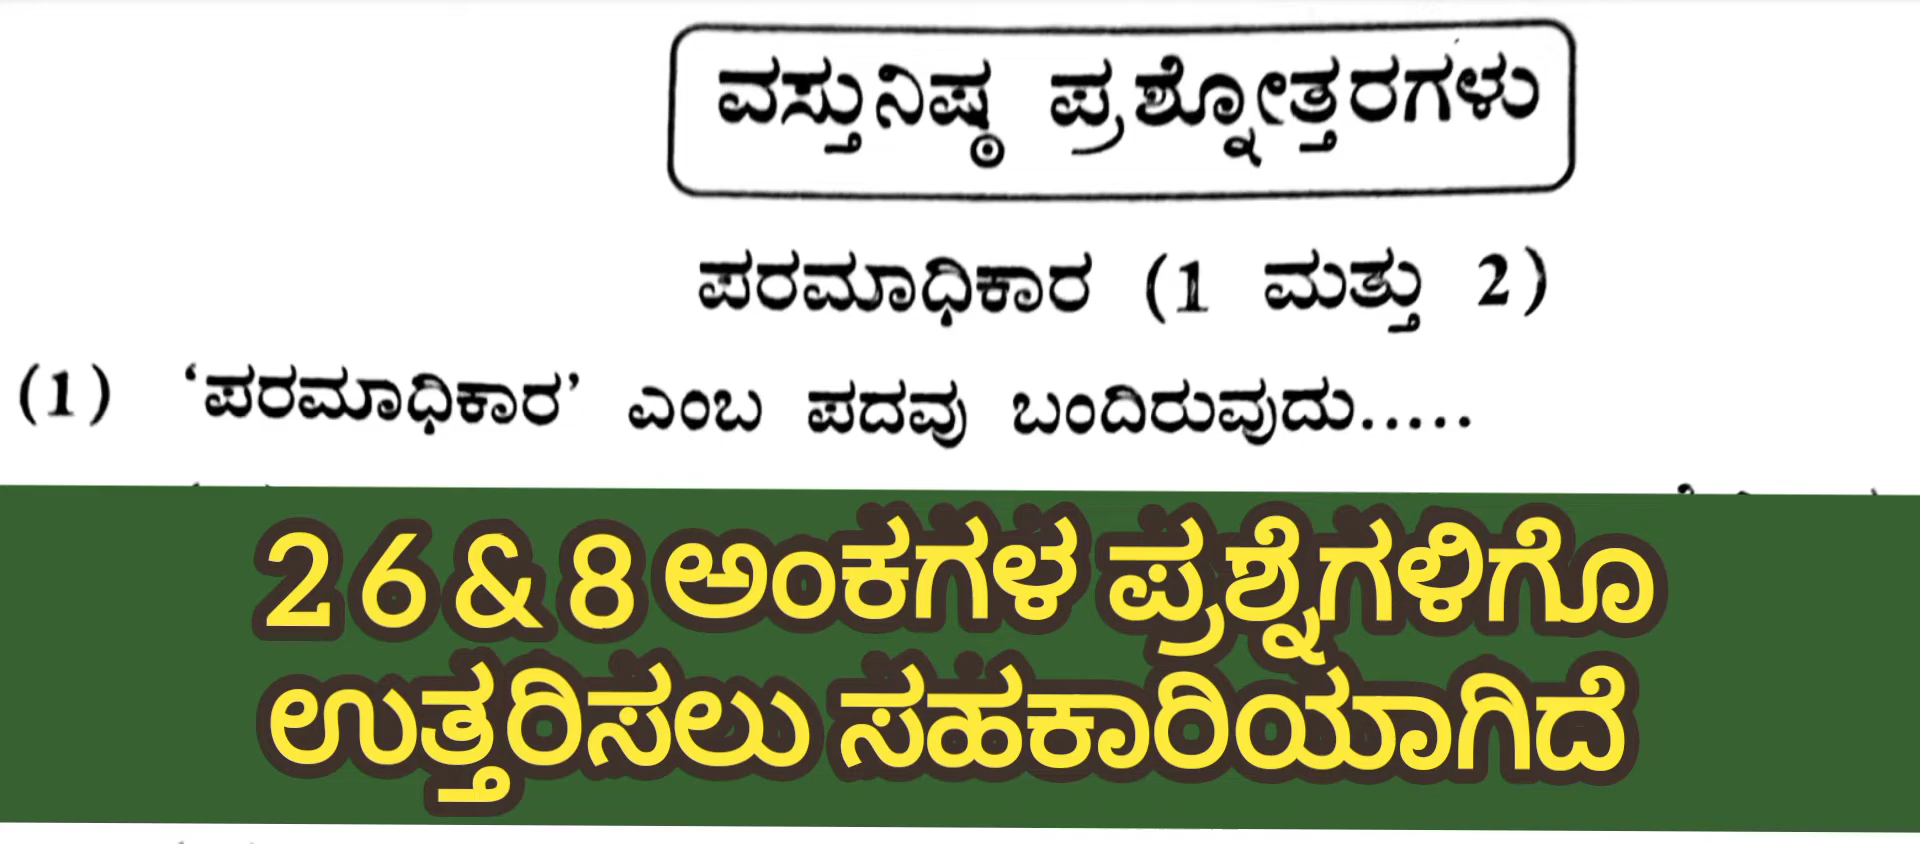 ವಸ್ತುನಿಷ್ಠ ಪ್ರಶ್ನೋತ್ತರಗಳು
ಪರಮಾಧಿಕಾರ (1 ಮತ್ತು 2)
(1) ‘ಪರಮಾಧಿಕಾರ’ ಎಂಬ ಪದವು ಬಂದಿರುವುದು.....
2 6 & 8 ಅಂಕಗಳ ಪ್ರಶ್ನೆಗಳಿಗೊ
ಉತ್ತರಿಸಲು ಸಹಕಾರಿಯಾಗಿದೆ